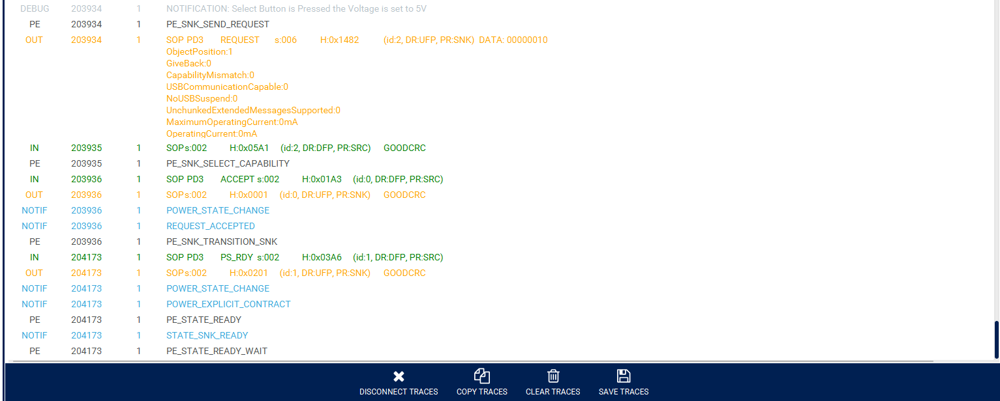 DEBUG 203934 1 NOTIFICATION: Select Button is Pressed the Voltage is set to 5V
PE 203934 1 PE_SNK_SEND_REQUEST
OUT 203934 1 SOP PD3 REQUEST s:006 H:0x1482 (id:2, DR:UFP, PR:SNK) DATA: 00000010
ObjectPosition:1
GiveBack:0
CapabilityMismatch:0
USBCommunicationCapable:0
NoUSBSuspend:0
UnchunkedExtendedMessagesSupported:0
MaximumOperatingCurrent:0mA
OperatingCurrent:0mA
IN 203935 1 SOPs:002 H:0x05A1 (id:2, DR:DFP, PR:SRC) GOODCRC
PE 203935 1 PE_SNK_SELECT_CAPABILITY
IN 203936 1 SOP PD3 ACCEPT s:002 H:0x01A3 (id:0, DR:DFP, PR:SRC)
OUT 203936 1 SOPs:002 H:0x0001 (id:0, DR:UFP, PR:SNK) GOODCRC
NOTIF 203936 1 POWER_STATE_CHANGE
NOTIF 203936 1 REQUEST_ACCEPTED
PE 203936 1 PE_SNK_TRANSITION_SNK
IN 204173 1 SOP PD3 PS_RDY s:002 H:0x03A6 (id:1, DR:DFP, PR:SRC)
OUT 204173 1 SOPs:002 H:0x0201 (id:1, DR:UFP, PR:SNK) GOODCRC
NOTIF 204173 1 POWER_STATE_CHANGE
NOTIF 204173 1 POWER_EXPLICIT_CONTRACT
PE 204173 1 PE_STATE_READY
NOTIF 204173 1 STATE_SNK_READY
PE 204173 1 PE_STATE_READY_WAIT
DISCONNECT TRACES COPY TRACES CLEAR TRACES SAVE TRACES